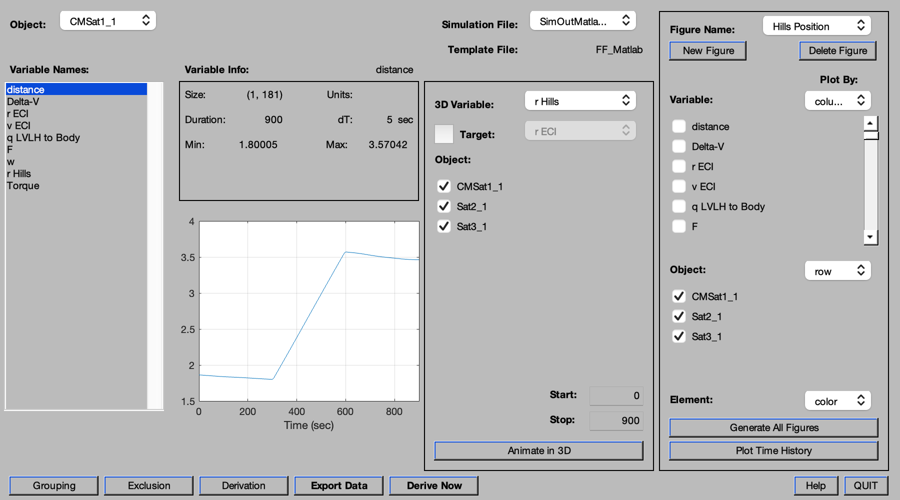 Object: CMSat1_1
Simulation File: SimOutMatla...
Template File: FF_Matlab
Variable Names:
distance
Delta-V
r ECI
v ECI
q LVLH to Body
F
w
r Hills
Torque
Variable Info: distance
Size: (1, 181) Units:
Duration: 900 dT: 5 sec
Min: 1.80005 Max: 3.57042
4
3.5
3
2.5
2
1.5
0 200 400 600 800
Time (sec)
3D Variable: r Hills
Target: r ECI
Object:
CMSat1_1
Sat2_1
Sat3_1
Start: 0
Stop: 900
Animate in 3D
Figure Name: Hills Position
New Figure Delete Figure
Plot By:
Variable: colu...
distance
Delta-V
r ECI
v ECI
q LVLH to Body
F
Object: row
CMSat1_1
Sat2_1
Sat3_1
Element: color
Generate All Figures
Plot Time History
Grouping Exclusion Derivation Export Data Derive Now Help QUIT